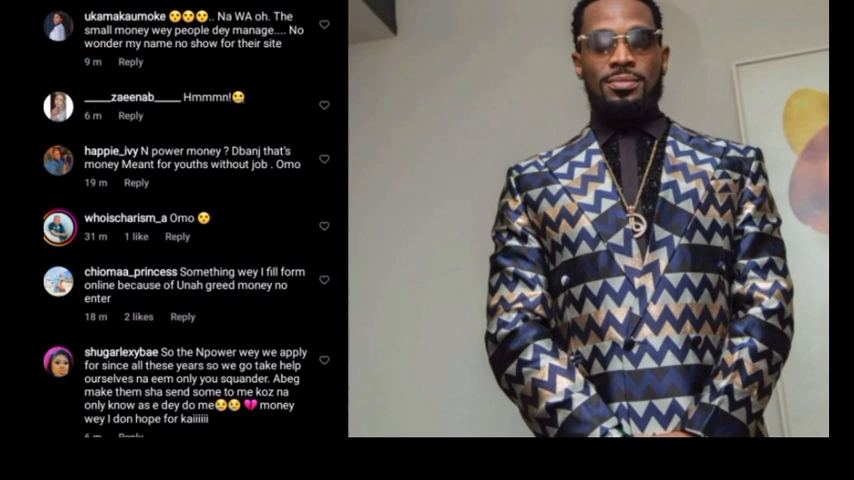 ukamakaumoke 😗😗😗.. Na WA oh. The
small money wey people dey manage.... No
wonder my name no show for their site
9 m Reply
_____zaeenab_____ Hmmmn!🤐
6 m Reply
happie_ivy N power money ? Dbanj that's
money Meant for youths without job . Omo
19 m Reply
whoischarism_a Omo 😗
31 m 1 like Reply
chiomaa_princess Something wey I fill form
online because of Unah greed money no
enter
18 m 2 likes Reply
shugarlexybae So the Npower wey we apply
for since all these years so we go take help
ourselves na eem only you squander. Abeg
make them sha send some to me koz na
only know as e dey do me😢😢 💔 money
wey I don hope for kaiiiiii
6 m Reply